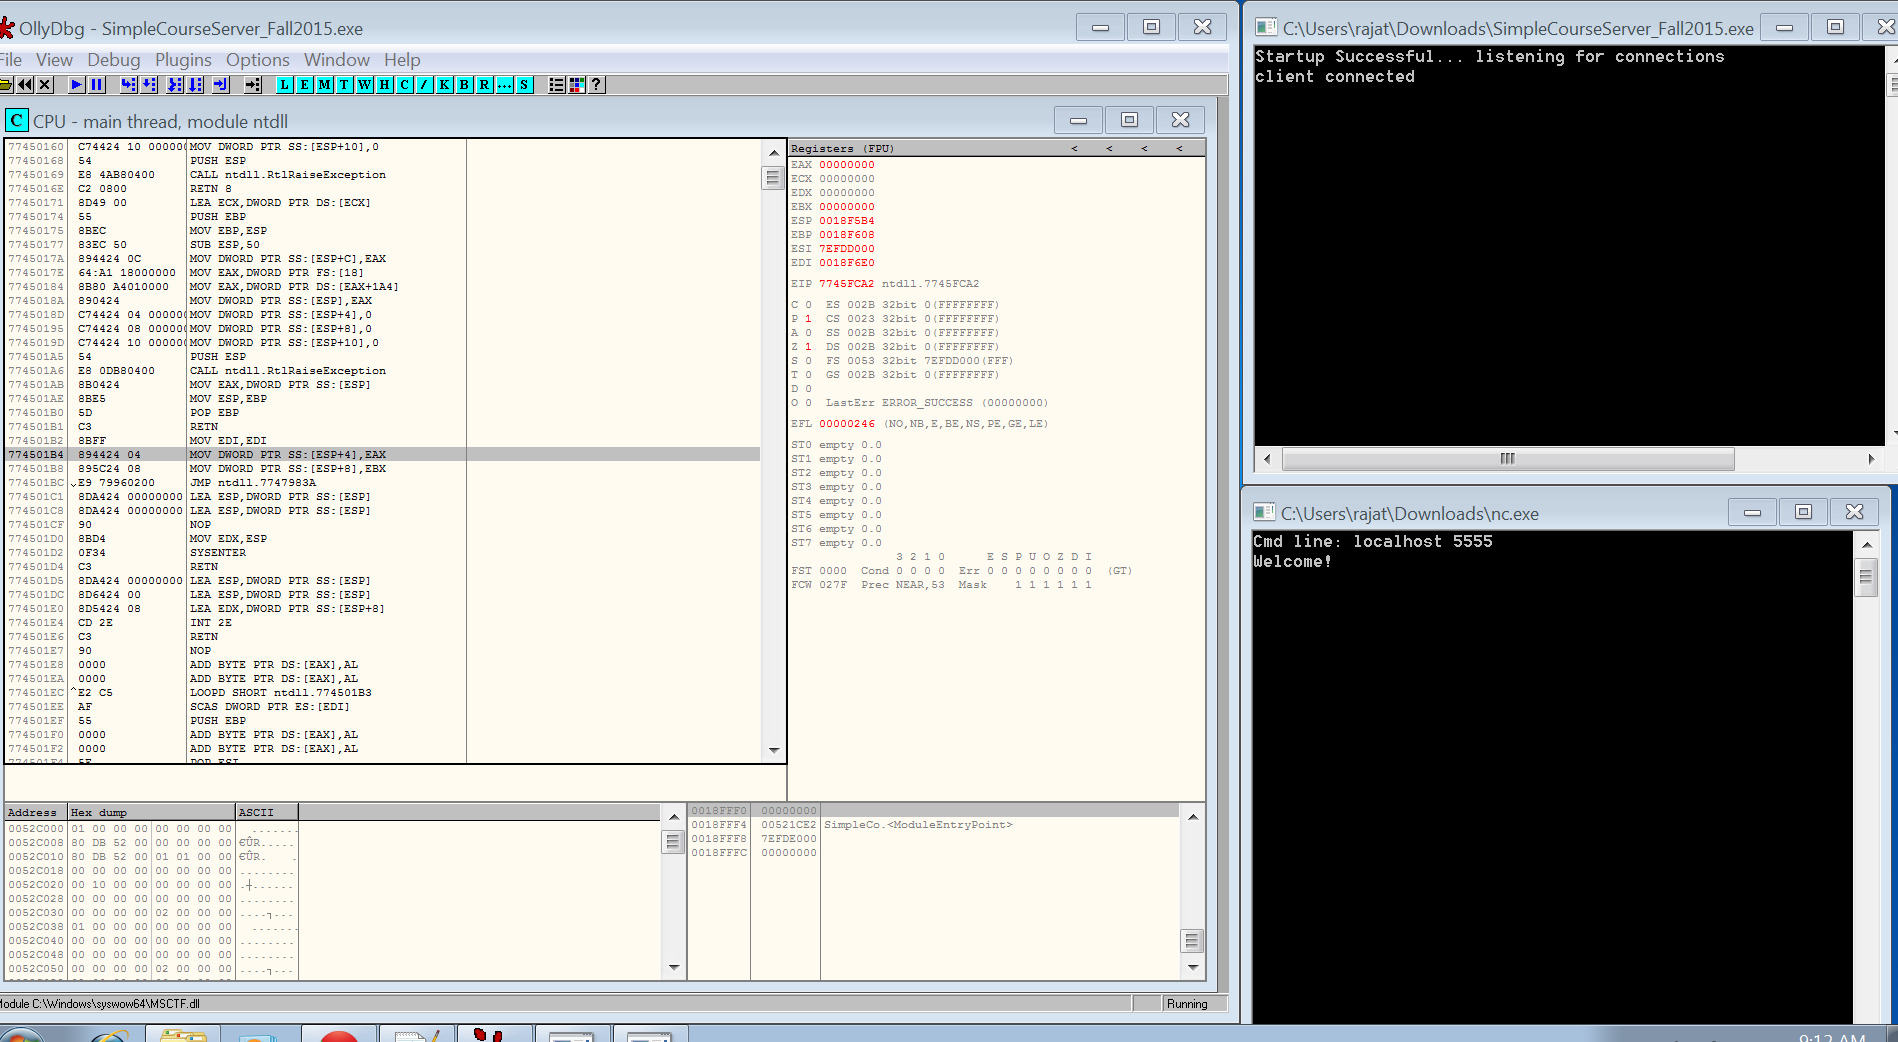 OllyDbg - SimpleCourseServer_Fall2015.exe
File View Debug Plugins Options Window Help
L E M T W H C / K B R ... S ?
C CPU - main thread, module ntdll
77450160 C74424 10 000000 MOV DWORD PTR SS:[ESP+10],0
77450168 54 PUSH ESP
77450169 E8 4AB80400 CALL ntdll.RtlRaiseException
7745016E C2 0800 RETN 8
77450171 8D49 00 LEA ECX,DWORD PTR DS:[ECX]
77450174 55 PUSH EBP
77450175 8BEC MOV EBP,ESP
77450177 83EC 50 SUB ESP,50
7745017A 894424 0C MOV DWORD PTR SS:[ESP+C],EAX
7745017E 64:A1 18000000 MOV EAX,DWORD PTR FS:[18]
77450184 8B80 A4010000 MOV EAX,DWORD PTR DS:[EAX+1A4]
7745018A 890424 MOV DWORD PTR SS:[ESP],EAX
7745018D C74424 04 000000 MOV DWORD PTR SS:[ESP+4],0
77450195 C74424 08 000000 MOV DWORD PTR SS:[ESP+8],0
7745019D C74424 10 000000 MOV DWORD PTR SS:[ESP+10],0
774501A5 54 PUSH ESP
774501A6 E8 0DB80400 CALL ntdll.RtlRaiseException
774501AB 8B0424 MOV EAX,DWORD PTR SS:[ESP]
774501AE 8BE5 MOV ESP,EBP
774501B0 5D POP EBP
774501B1 C3 RETN
774501B2 8BFF MOV EDI,EDI
774501B4 894424 04 MOV DWORD PTR SS:[ESP+4],EAX
774501B8 895C24 08 MOV DWORD PTR SS:[ESP+8],EBX
774501BC E9 79960200 JMP ntdll.7747983A
774501C1 8DA424 00000000 LEA ESP,DWORD PTR SS:[ESP]
774501C8 8DA424 00000000 LEA ESP,DWORD PTR SS:[ESP]
774501CF 90 NOP
774501D0 8BD4 MOV EDX,ESP
774501D2 0F34 SYSENTER
774501D4 C3 RETN
774501D5 8DA424 00000000 LEA ESP,DWORD PTR SS:[ESP]
774501DC 8D6424 00 LEA ESP,DWORD PTR SS:[ESP]
774501E0 8D5424 08 LEA EDX,DWORD PTR SS:[ESP+8]
774501E4 CD 2E INT 2E
774501E6 C3 RETN
774501E7 90 NOP
774501E8 0000 ADD BYTE PTR DS:[EAX],AL
774501EA 0000 ADD BYTE PTR DS:[EAX],AL
774501EC ^E2 C5 LOOPD SHORT ntdll.774501B3
774501EE AF SCAS DWORD PTR ES:[EDI]
774501EF 55 PUSH EBP
774501F0 0000 ADD BYTE PTR DS:[EAX],AL
774501F2 0000 ADD BYTE PTR DS:[EAX],AL
774501F4 5E POP ESI
Registers (FPU) < < < <
EAX 00000000
ECX 00000000
EDX 00000000
EBX 00000000
ESP 0018F5B4
EBP 0018F608
ESI 7EFDD000
EDI 0018F6E0
EIP 7745FCA2 ntdll.7745FCA2
C 0 ES 002B 32bit 0(FFFFFFFF)
P 1 CS 0023 32bit 0(FFFFFFFF)
A 0 SS 002B 32bit 0(FFFFFFFF)
Z 1 DS 002B 32bit 0(FFFFFFFF)
S 0 FS 0053 32bit 7EFDD000(FFF)
T 0 GS 002B 32bit 0(FFFFFFFF)
D 0
O 0 LastErr ERROR_SUCCESS (00000000)
EFL 00000246 (NO,NB,E,BE,NS,PE,GE,LE)
ST0 empty 0.0
ST1 empty 0.0
ST2 empty 0.0
ST3 empty 0.0
ST4 empty 0.0
ST5 empty 0.0
ST6 empty 0.0
ST7 empty 0.0
3 2 1 0 E S P U O Z D I
FST 0000 Cond 0 0 0 0 Err 0 0 0 0 0 0 0 0 (GT)
FCW 027F Prec NEAR,53 Mask 1 1 1 1 1 1
Address Hex dump ASCII
0052C000 01 00 00 00 00 00 00 00 .......
0052C008 80 DB 52 00 00 00 00 00 €ÛR.....
0052C010 80 DB 52 00 01 01 00 00 €ÛR. .
0052C018 00 00 00 00 00 00 00 00 ........
0052C020 00 10 00 00 00 00 00 00 .┼......
0052C028 00 00 00 00 00 00 00 00 ........
0052C030 00 00 00 00 02 00 00 00 ....┐...
0052C038 01 00 00 00 00 00 00 00 .......
0052C040 00 00 00 00 00 00 00 00 ........
0052C048 00 00 00 00 00 00 00 00 ........
0052C050 00 00 00 00 02 00 00 00 ....┐...
0018FFF0 00000000
0018FFF4 00521CE2 SimpleCo.<ModuleEntryPoint>
0018FFF8 7EFDE000
0018FFFC 00000000
Module C:\Windows\syswow64\MSCTF.dll
Running
C:\Users\rajat\Downloads\SimpleCourseServer_Fall2015.exe
Startup Successful... listening for connections
client connected
C:\Users\rajat\Downloads\nc.exe
Cmd line: localhost 5555
Welcome!
9:12 AM